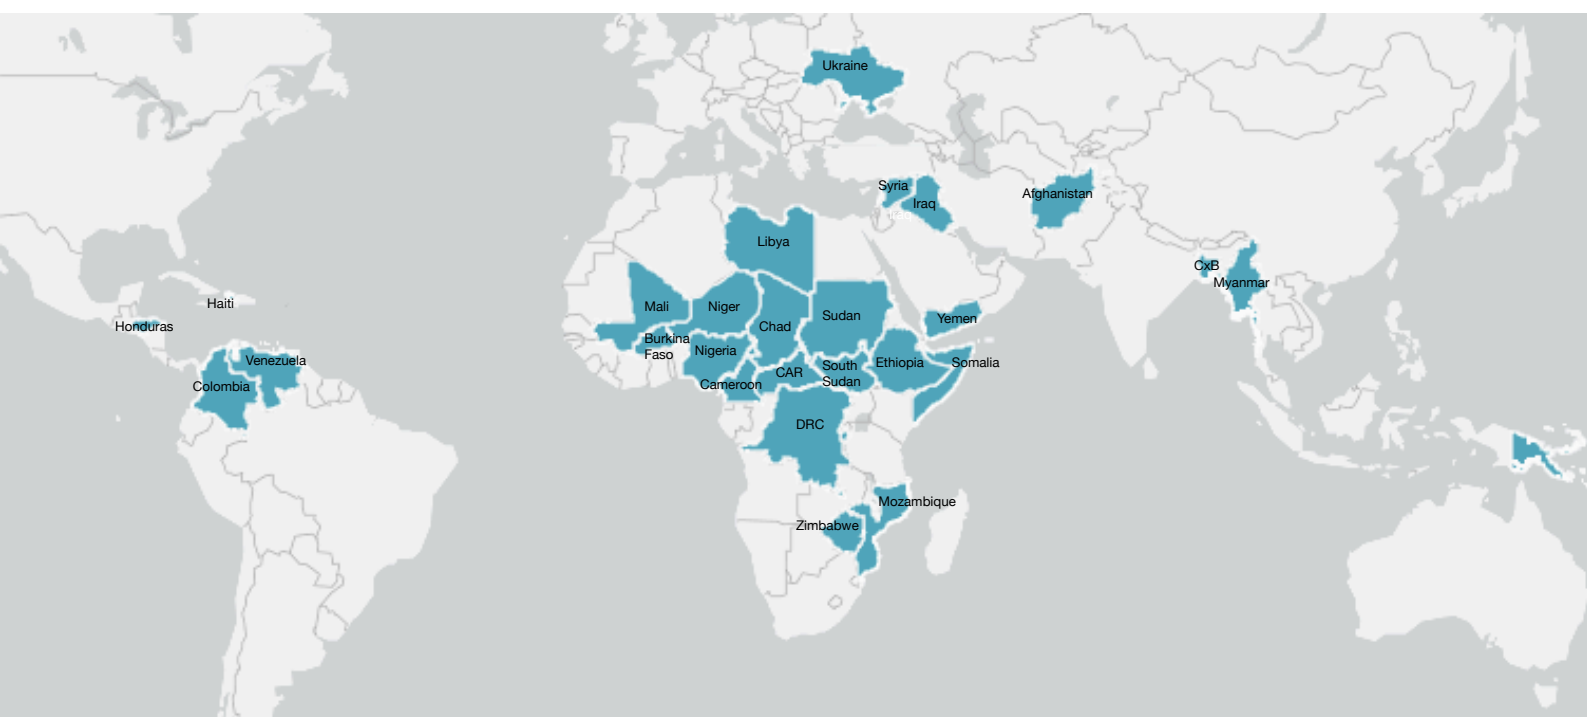 Ukraine
Syria
Iraq
Iraq
Afghanistan
Libya
CxB
Myanmar
Haiti
Honduras
Mali
Niger
Chad
Sudan
Yemen
Burkina
Faso
Nigeria
Venezuela
Colombia
Cameroon
CAR
South
Sudan
Ethiopia
Somalia
DRC
Mozambique
Zimbabwe